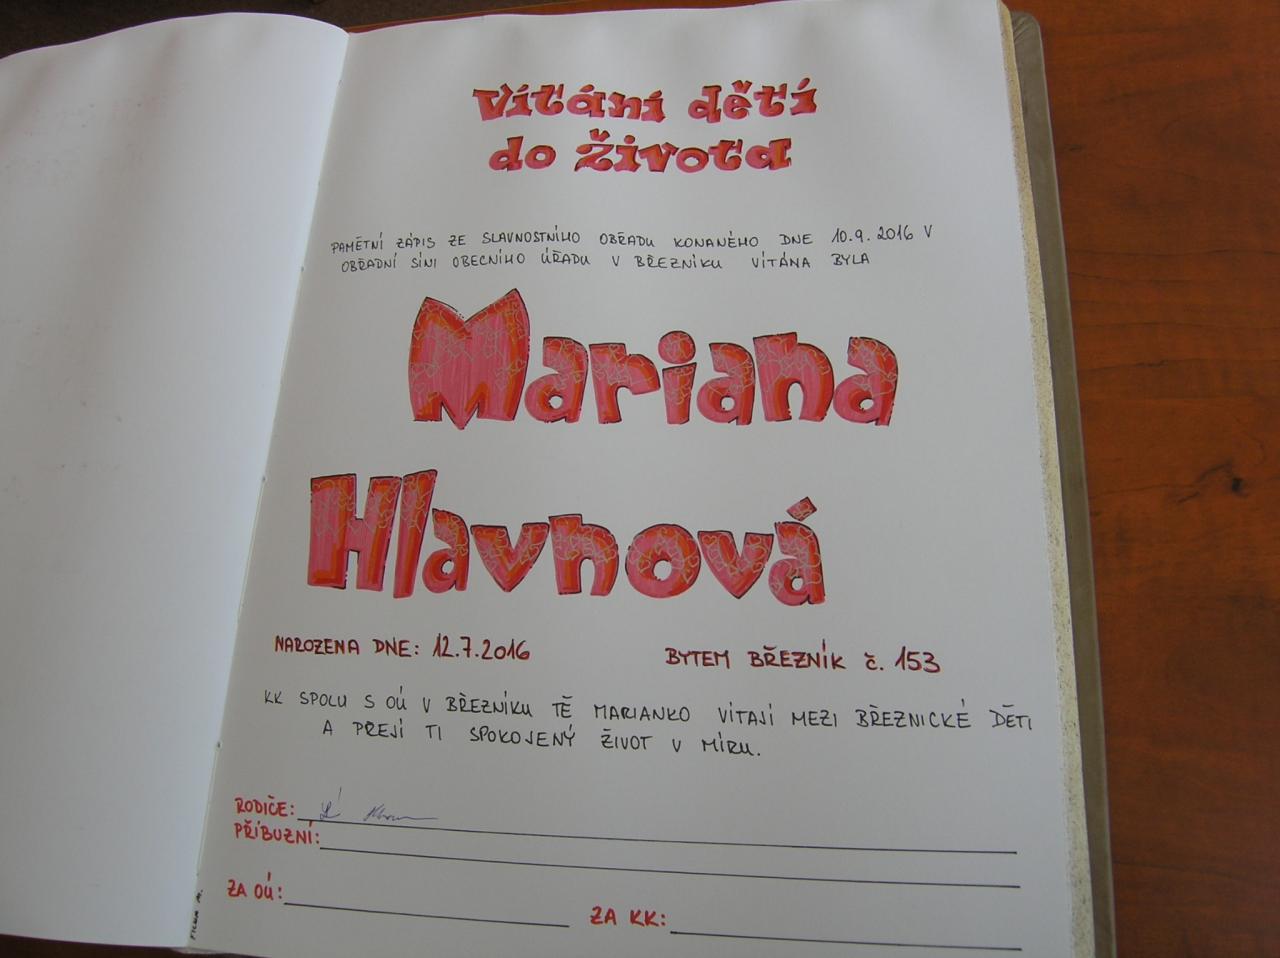 Vítání dětí
do života
PAMĚTNÍ ZÁPIS ZE SLAVNOSTNÍHO OBŘADU KONANÉHO DNE 10.9.2016 V
OBŘADNÍ SÍNI OBECNÍHO ÚŘADU V BŘEZNÍKU VÍTÁNA BYLA
Mariana
Hlavnová
NAROZENA DNE: 12.7.2016 BYTEM BŘEZNÍK č. 153
KK SPOLU S OÚ V BŘEZNÍKU TĚ MARIANKO VÍTAJÍ MEZI BŘEZNICKÉ DĚTI
A PŘEJÍ TI SPOKOJENÝ ŽIVOT V MÍRU.
RODIČE:
PŘÍBUZNÍ:
ZA OÚ: ZA KK: